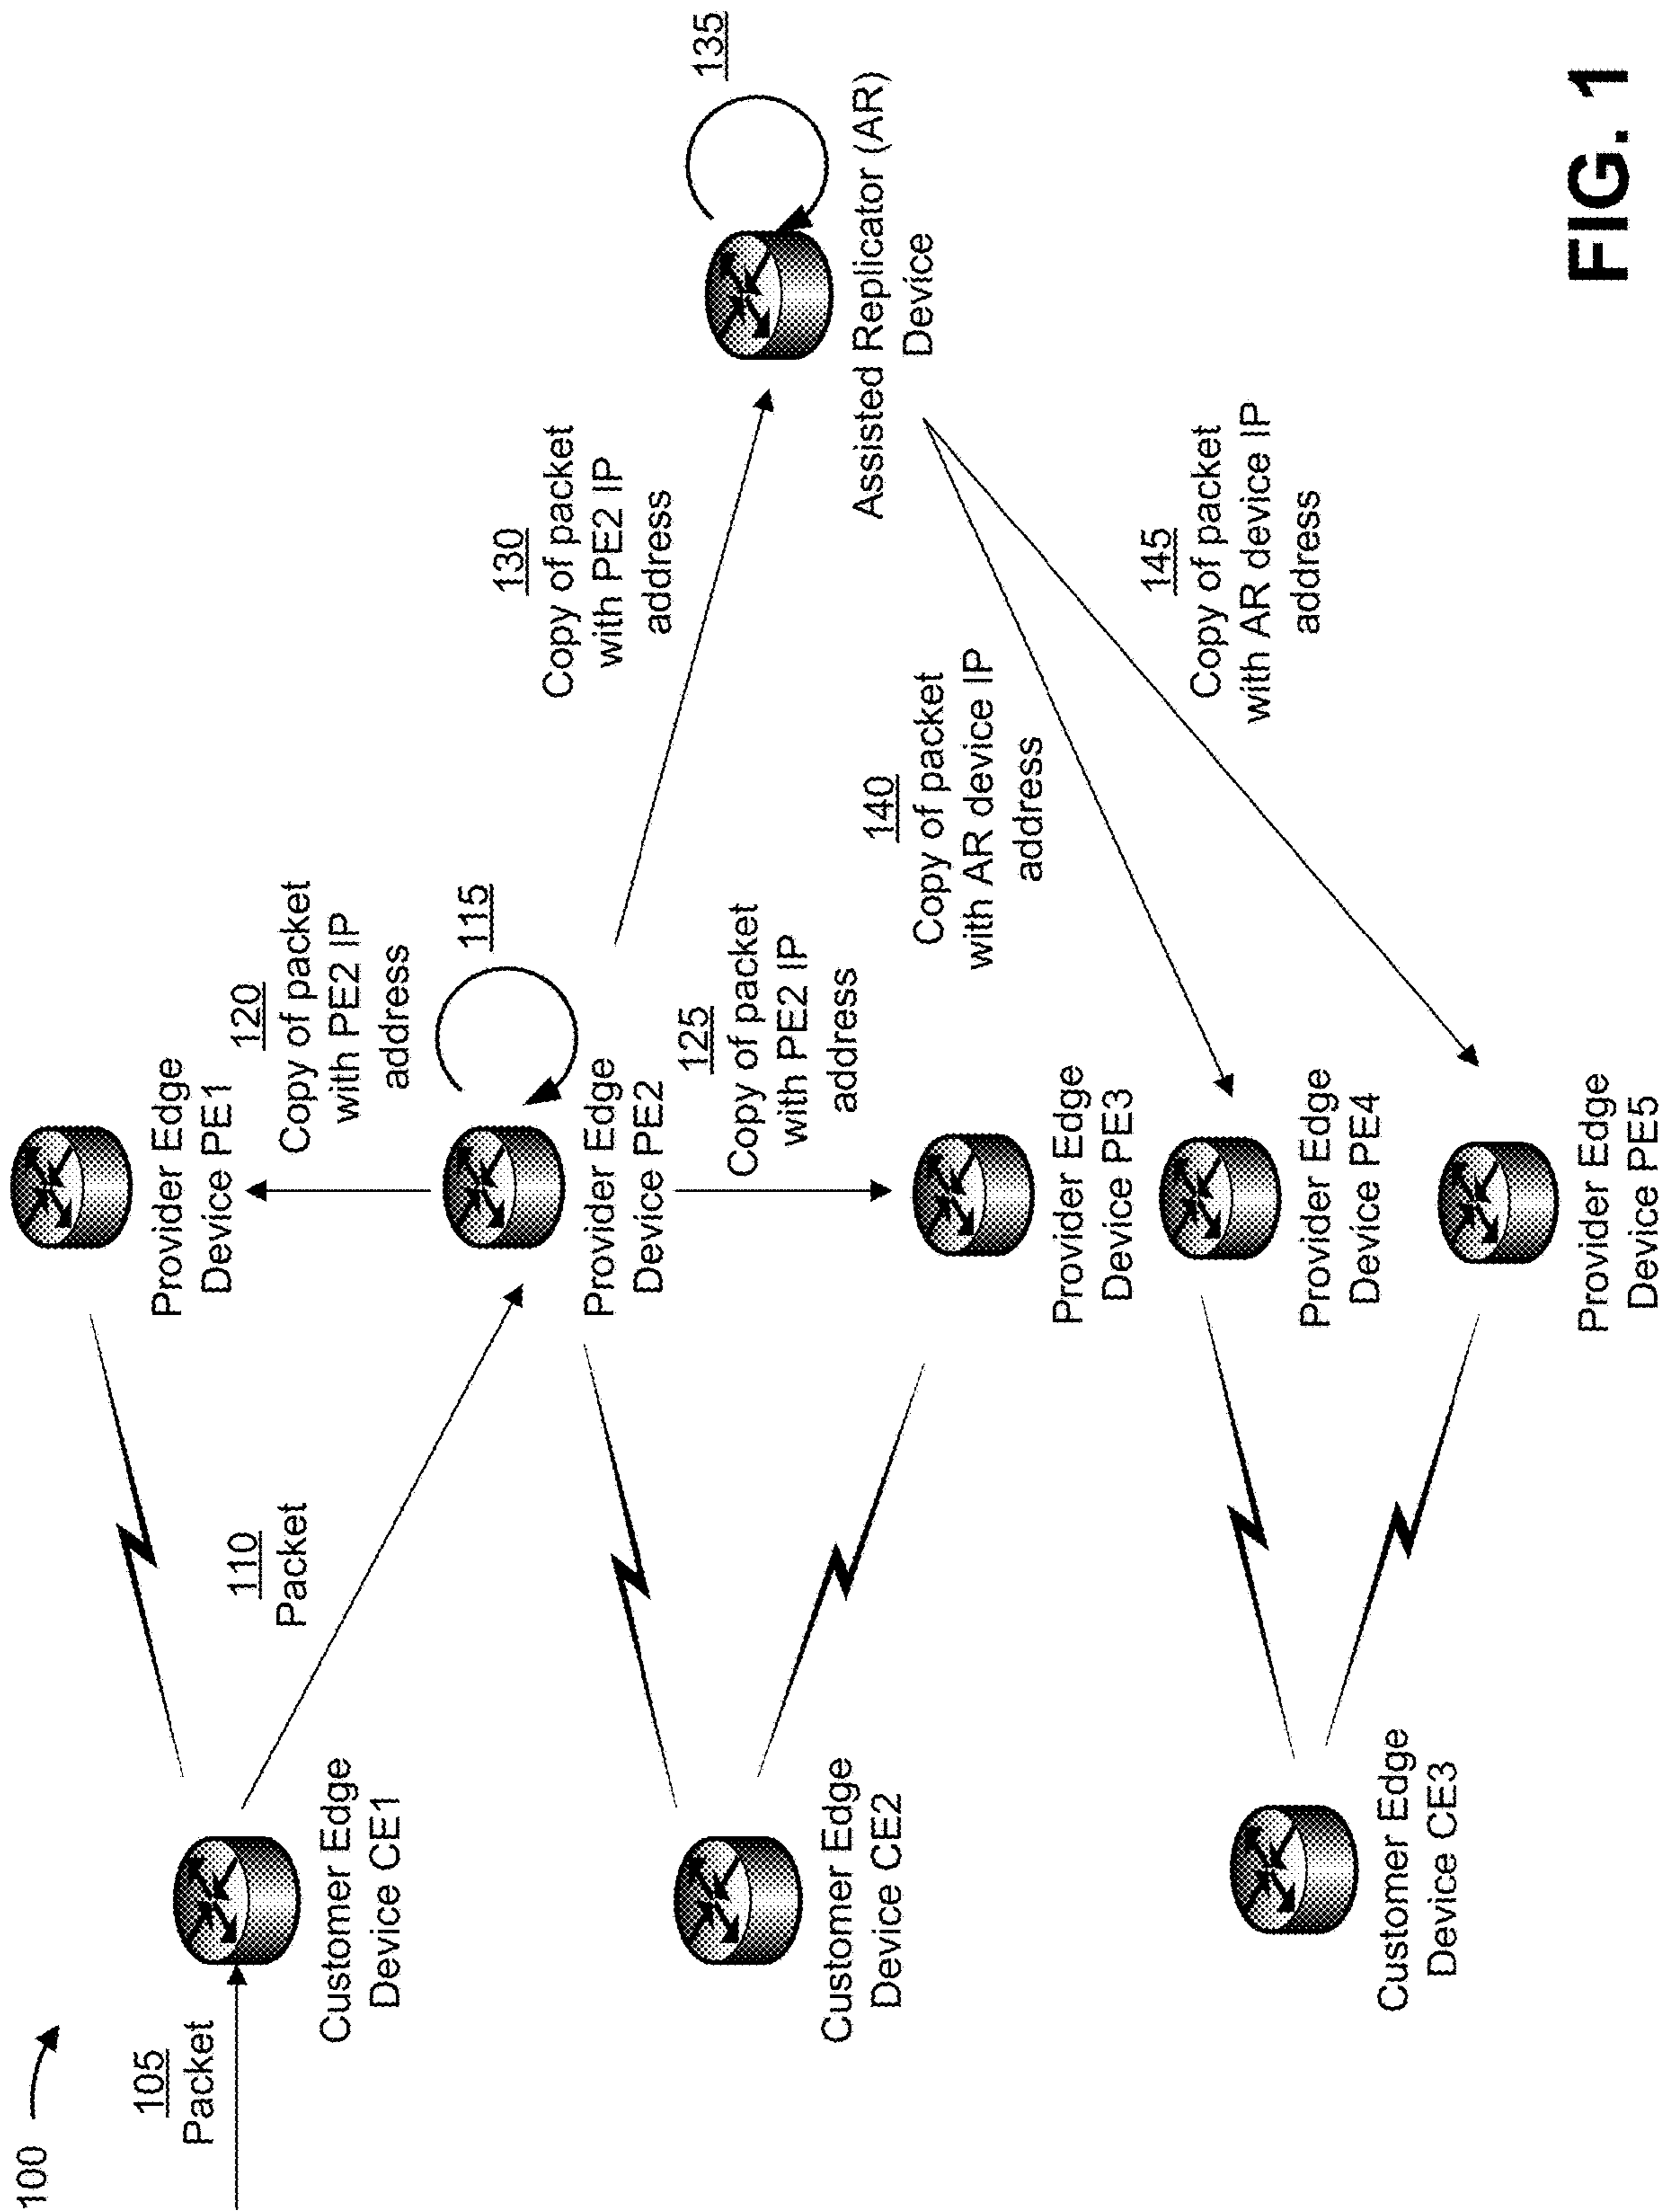 100
105
Packet
Customer Edge
Device CE1
110
Packet
Provider Edge
Device PE1
120
Copy of packet
with PE2 IP
address
115
Provider Edge
Device PE2
125
Copy of packet
with PE2 IP
address
130
Copy of packet
with PE2 IP
address
135
Assisted Replicator (AR)
Device
Customer Edge
Device CE2
Provider Edge
Device PE3
140
Copy of packet
with AR device IP
address
145
Copy of packet
with AR device IP
address
Provider Edge
Device PE4
Customer Edge
Device CE3
Provider Edge
Device PE5
FIG. 1